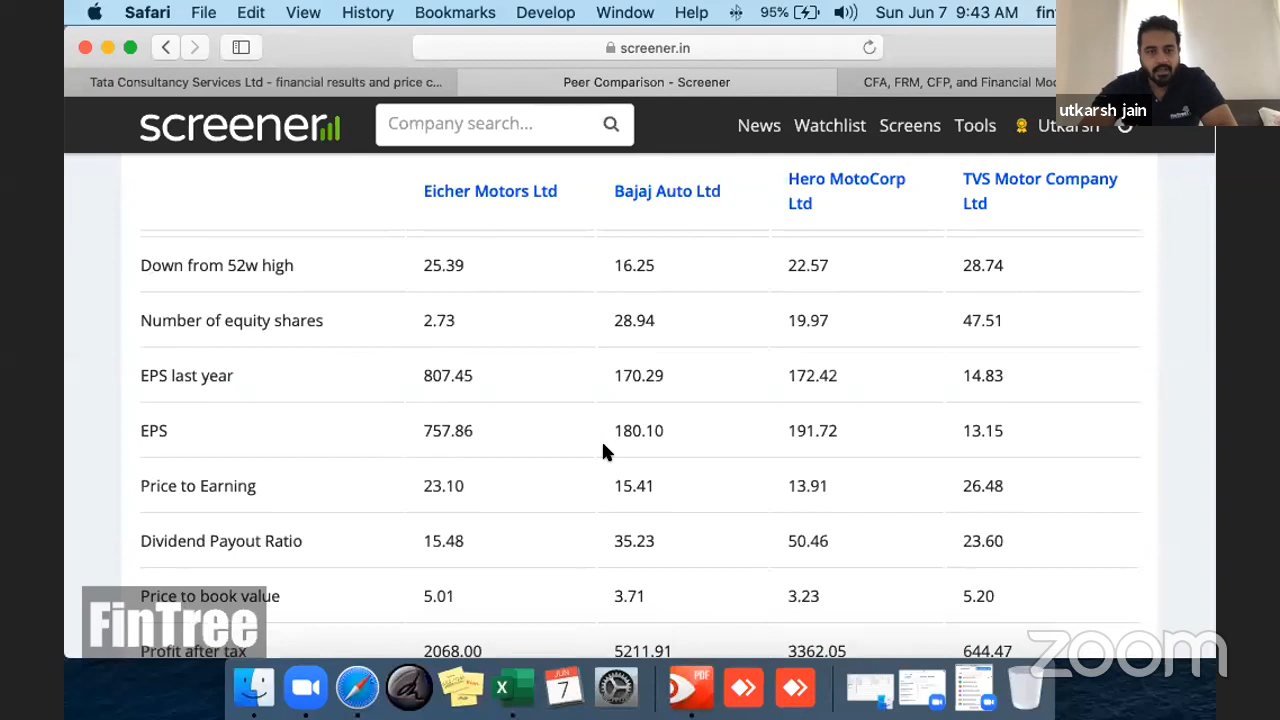 Safari File Edit View History Bookmarks Develop Window Help 95% Sun Jun 7 9:43 AM fin
screener.in
Tata Consultancy Services Ltd - financial results and price c... Peer Comparison - Screener CFA, FRM, CFP, and Financial Mod
utkarsh jain
screener Company search... News Watchlist Screens Tools Utkarsh
Eicher Motors Ltd Bajaj Auto Ltd Hero MotoCorp Ltd TVS Motor Company Ltd
Down from 52w high 25.39 16.25 22.57 28.74
Number of equity shares 2.73 28.94 19.97 47.51
EPS last year 807.45 170.29 172.42 14.83
EPS 757.86 180.10 191.72 13.15
Price to Earning 23.10 15.41 13.91 26.48
Dividend Payout Ratio 15.48 35.23 50.46 23.60
Price to book value 5.01 3.71 3.23 5.20
FinTree
Profit after tax 2068.00 5211.91 3362.05 644.47
zoom
JUN
7
X
PDF